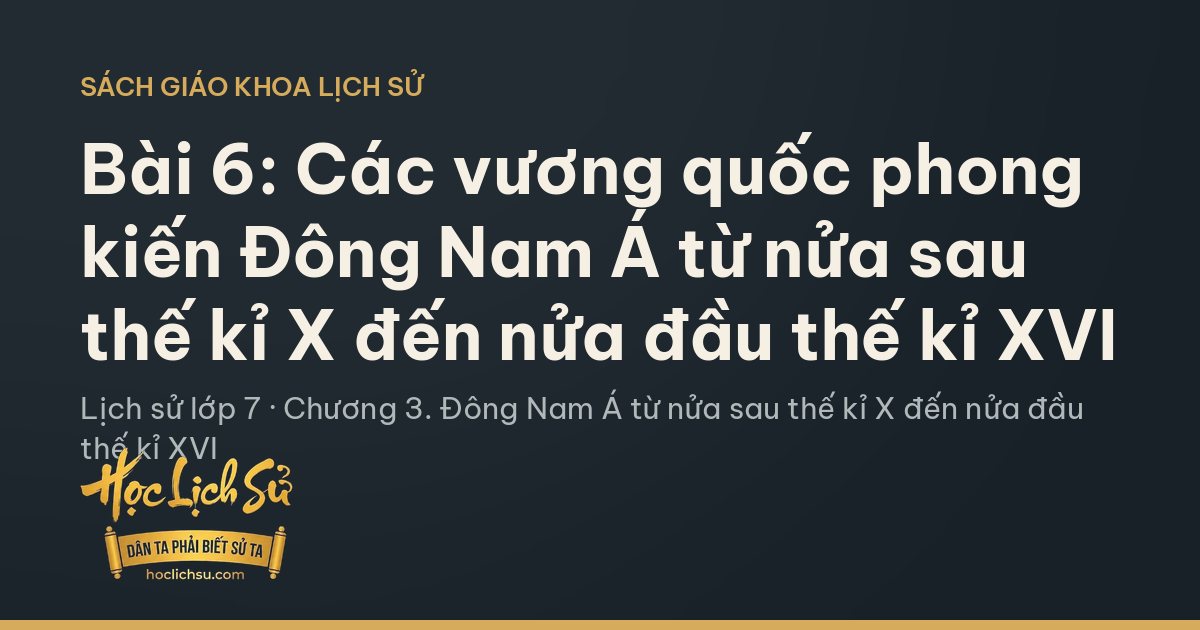 SÁCH GIÁO KHOA LỊCH SỬ
Bài 6: Các vương quốc phong
kiến Đông Nam Á từ nửa sau
thế kỉ X đến nửa đầu thế kỉ XVI
Lịch sử lớp 7 · Chương 3. Đông Nam Á từ nửa sau thế kỉ X đến nửa đầu
thế kỉ XVI
Học Lịch Sử
DÂN TA PHẢI BIẾT SỬ TA
hoclichsu.com